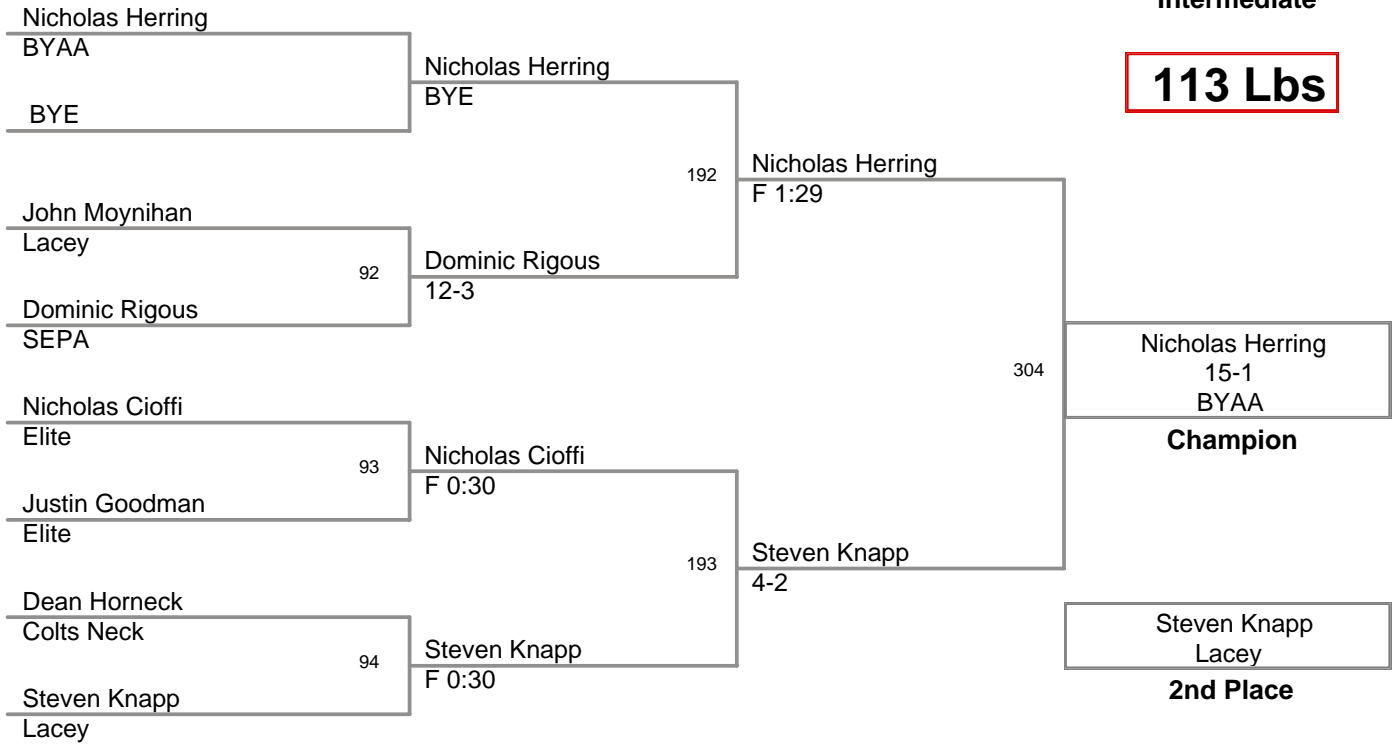 Intermediate
113 Lbs
Nicholas Herring
BYAA
BYE
John Moynihan
Lacey
92
Dominic Rigous
SEPA
Nicholas Cioffi
Elite
93
Justin Goodman
Elite
Dean Horneck
Colts Neck
94
Steven Knapp
Lacey
Nicholas Herring
BYE
192
Dominic Rigous
12-3
Nicholas Cioffi
F 0:30
193
Steven Knapp
F 0:30
Nicholas Herring
F 1:29
304
Steven Knapp
4-2
Nicholas Herring
15-1
BYAA
Champion
Steven Knapp
Lacey
2nd Place